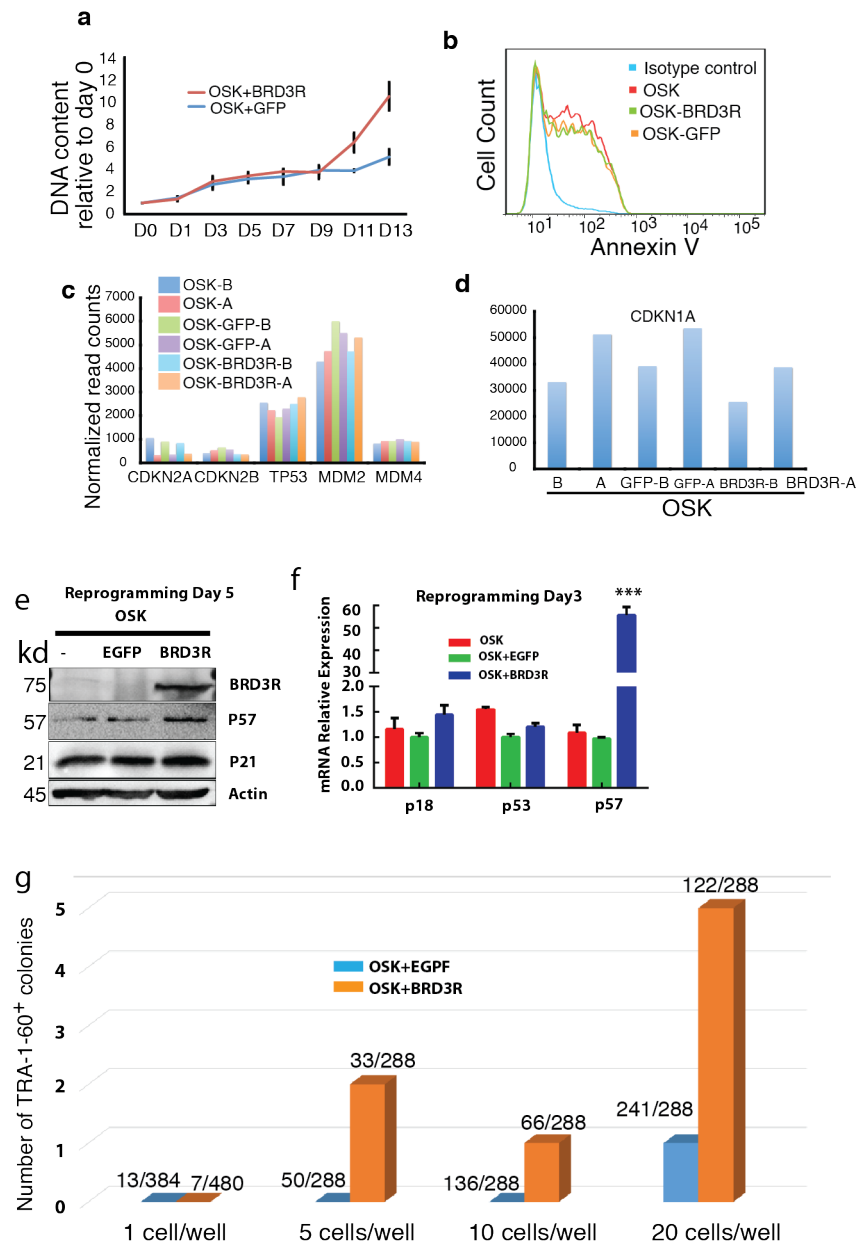 a
DNA content
relative to day 0
14
12
10
8
6
4
2
0
OSK+BRD3R
OSK+GFP
D0 D1 D3 D5 D7 D9 D11 D13
b
Cell Count
Isotype control
OSK
OSK-BRD3R
OSK-GFP
10¹ 10² 10³ 10⁴ 10⁵
Annexin V
c
Normalized read counts
7000
6000
5000
4000
3000
2000
1000
0
OSK-B
OSK-A
OSK-GFP-B
OSK-GFP-A
OSK-BRD3R-B
OSK-BRD3R-A
CDKN2A CDKN2B TP53 MDM2 MDM4
d
CDKN1A
60000
50000
40000
30000
20000
10000
0
B A GFP-B GFP-A BRD3R-B BRD3R-A
OSK
e
Reprogramming Day 5
OSK
kd - EGFP BRD3R
75 BRD3R
57 P57
21 P21
45 Actin
f
Reprogramming Day3
mRNA Relative Expression
60
50
40
30
2.0
1.5
1.0
0.5
0.0
OSK
OSK+EGFP
OSK+BRD3R
***
p18 p53 p57
g
Number of TRA-1-60⁺ colonies
5
4
3
2
1
0
OSK+EGPF
OSK+BRD3R
13/384 7/480 50/288 33/288 136/288 66/288 241/288 122/288
1 cell/well 5 cells/well 10 cells/well 20 cells/well